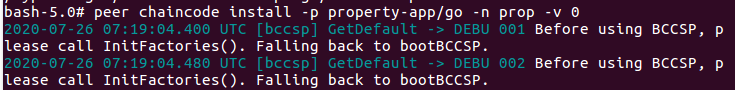 bash-5.0# peer chaincode install -p property-app/go -n prop -v 0
2020-07-26 07:19:04.400 UTC [bccsp] GetDefault -> DEBU 001 Before using BCCSP, p
lease call InitFactories(). Falling back to bootBCCSP.
2020-07-26 07:19:04.480 UTC [bccsp] GetDefault -> DEBU 002 Before using BCCSP, p
lease call InitFactories(). Falling back to bootBCCSP.